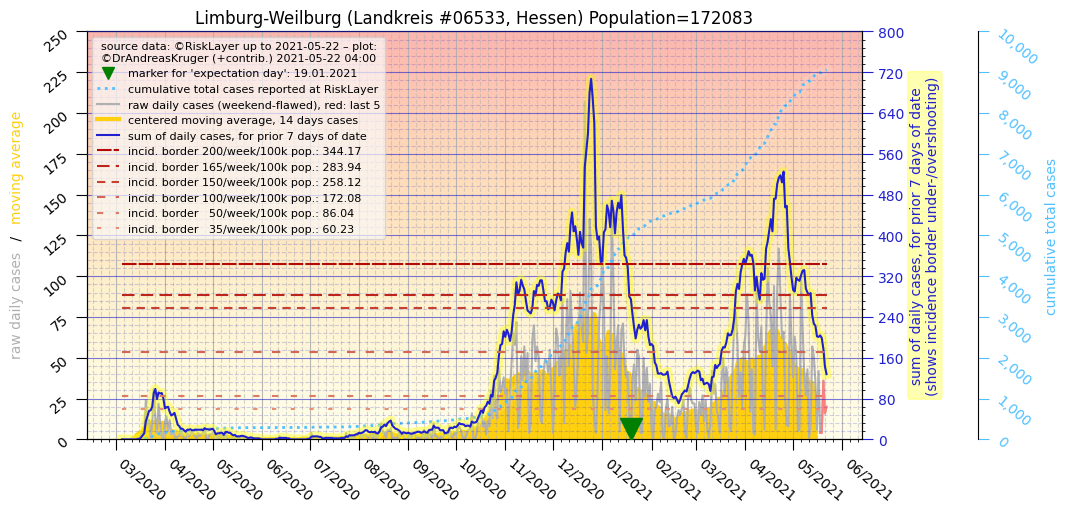 Limburg-Weilburg (Landkreis #06533, Hessen) Population=172083
source data: ©RiskLayer up to 2021-05-22 – plot:
©DrAndreasKruger (+contrib.) 2021-05-22 04:00
marker for 'expectation day': 19.01.2021
cumulative total cases reported at RiskLayer
raw daily cases (weekend-flawed), red: last 5
centered moving average, 14 days cases
sum of daily cases, for prior 7 days of date
incid. border 200/week/100k pop.: 344.17
incid. border 165/week/100k pop.: 283.94
incid. border 150/week/100k pop.: 258.12
incid. border 100/week/100k pop.: 172.08
incid. border   50/week/100k pop.: 86.04
incid. border   35/week/100k pop.: 60.23
raw daily cases / moving average
250
225
200
175
150
125
100
75
50
25
0
03/2020
04/2020
05/2020
06/2020
07/2020
08/2020
09/2020
10/2020
11/2020
12/2020
01/2021
02/2021
03/2021
04/2021
05/2021
06/2021
800
720
640
560
480
400
320
240
160
80
0
sum of daily cases, for prior 7 days of date
(shows incidence border under-/overshooting)
10,000
9,000
8,000
7,000
6,000
5,000
4,000
3,000
2,000
1,000
0
cumulative total cases